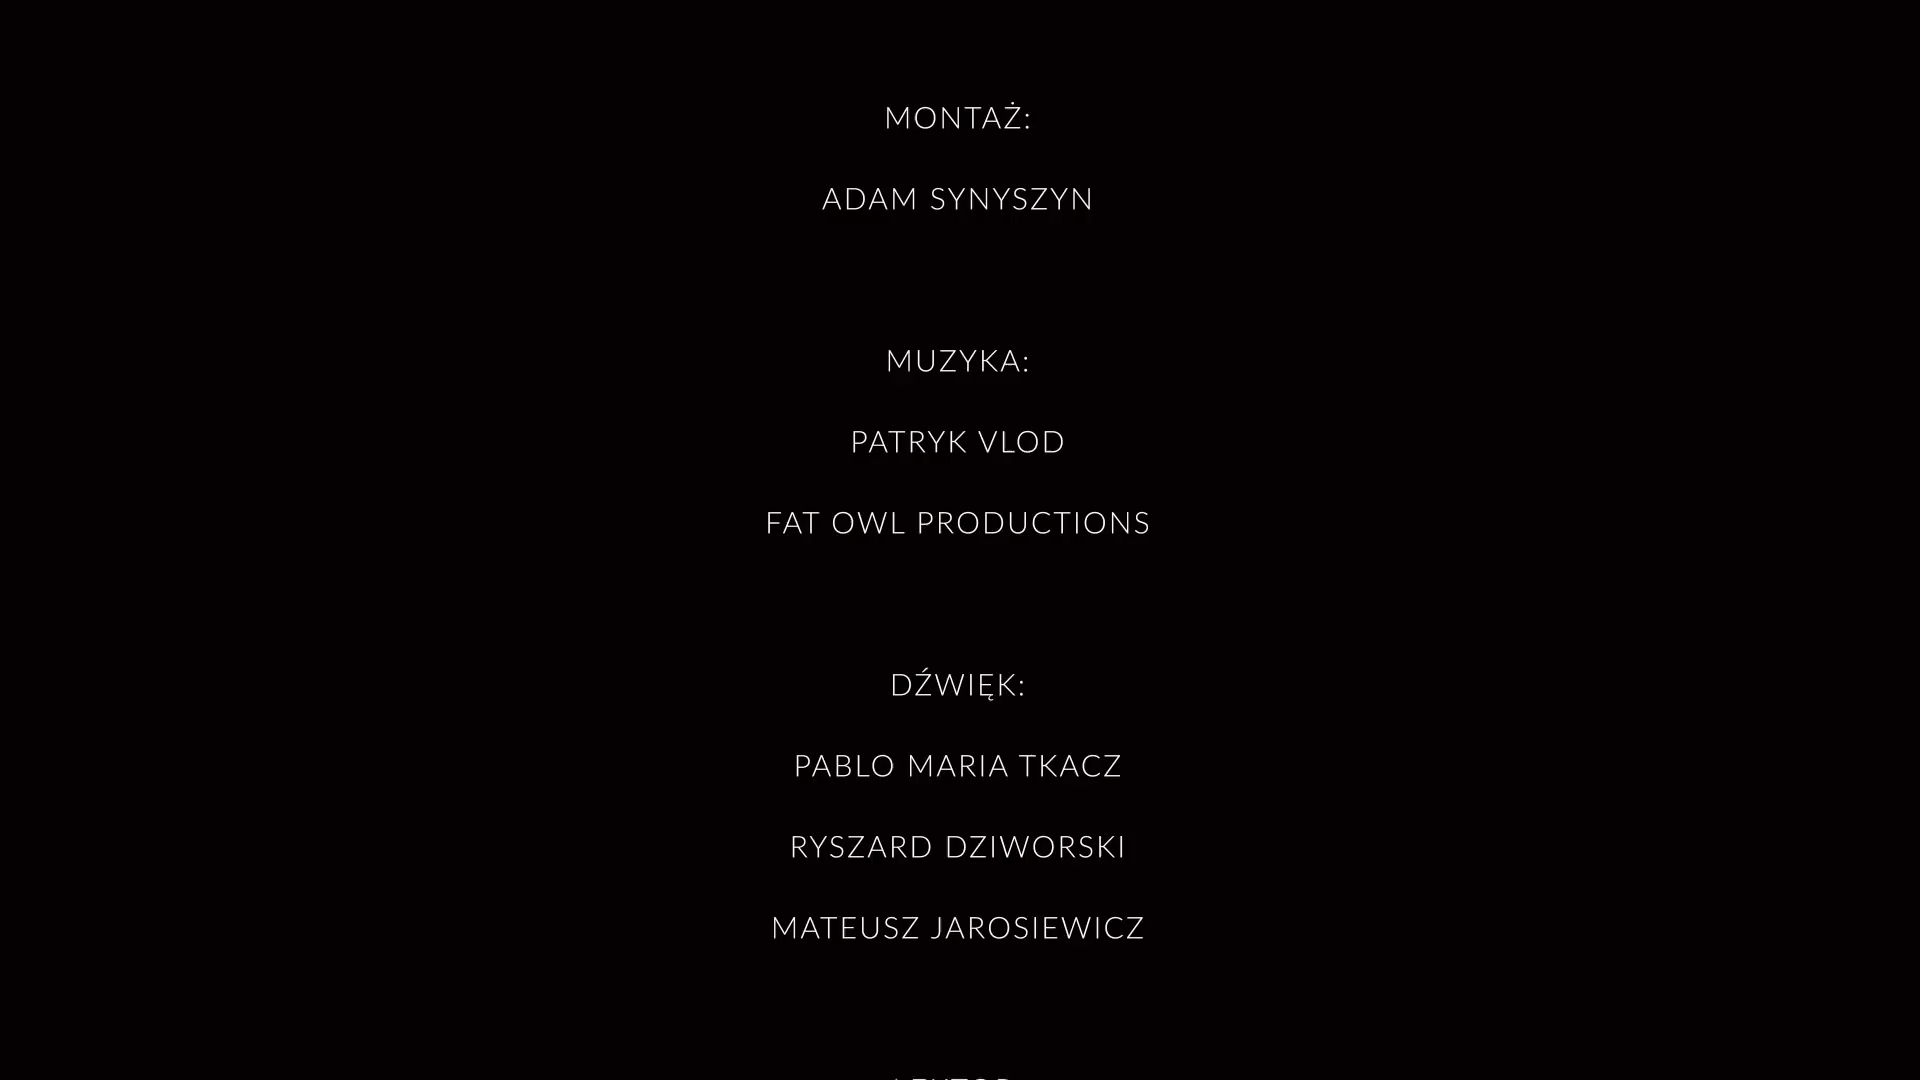 MONTAŻ:
ADAM SYNYSZYN
MUZYKA:
PATRYK VLOD
FAT OWL PRODUCTIONS
DŹWIĘK:
PABLO MARIA TKACZ
RYSZARD DZIWORSKI
MATEUSZ JAROSIEWICZ